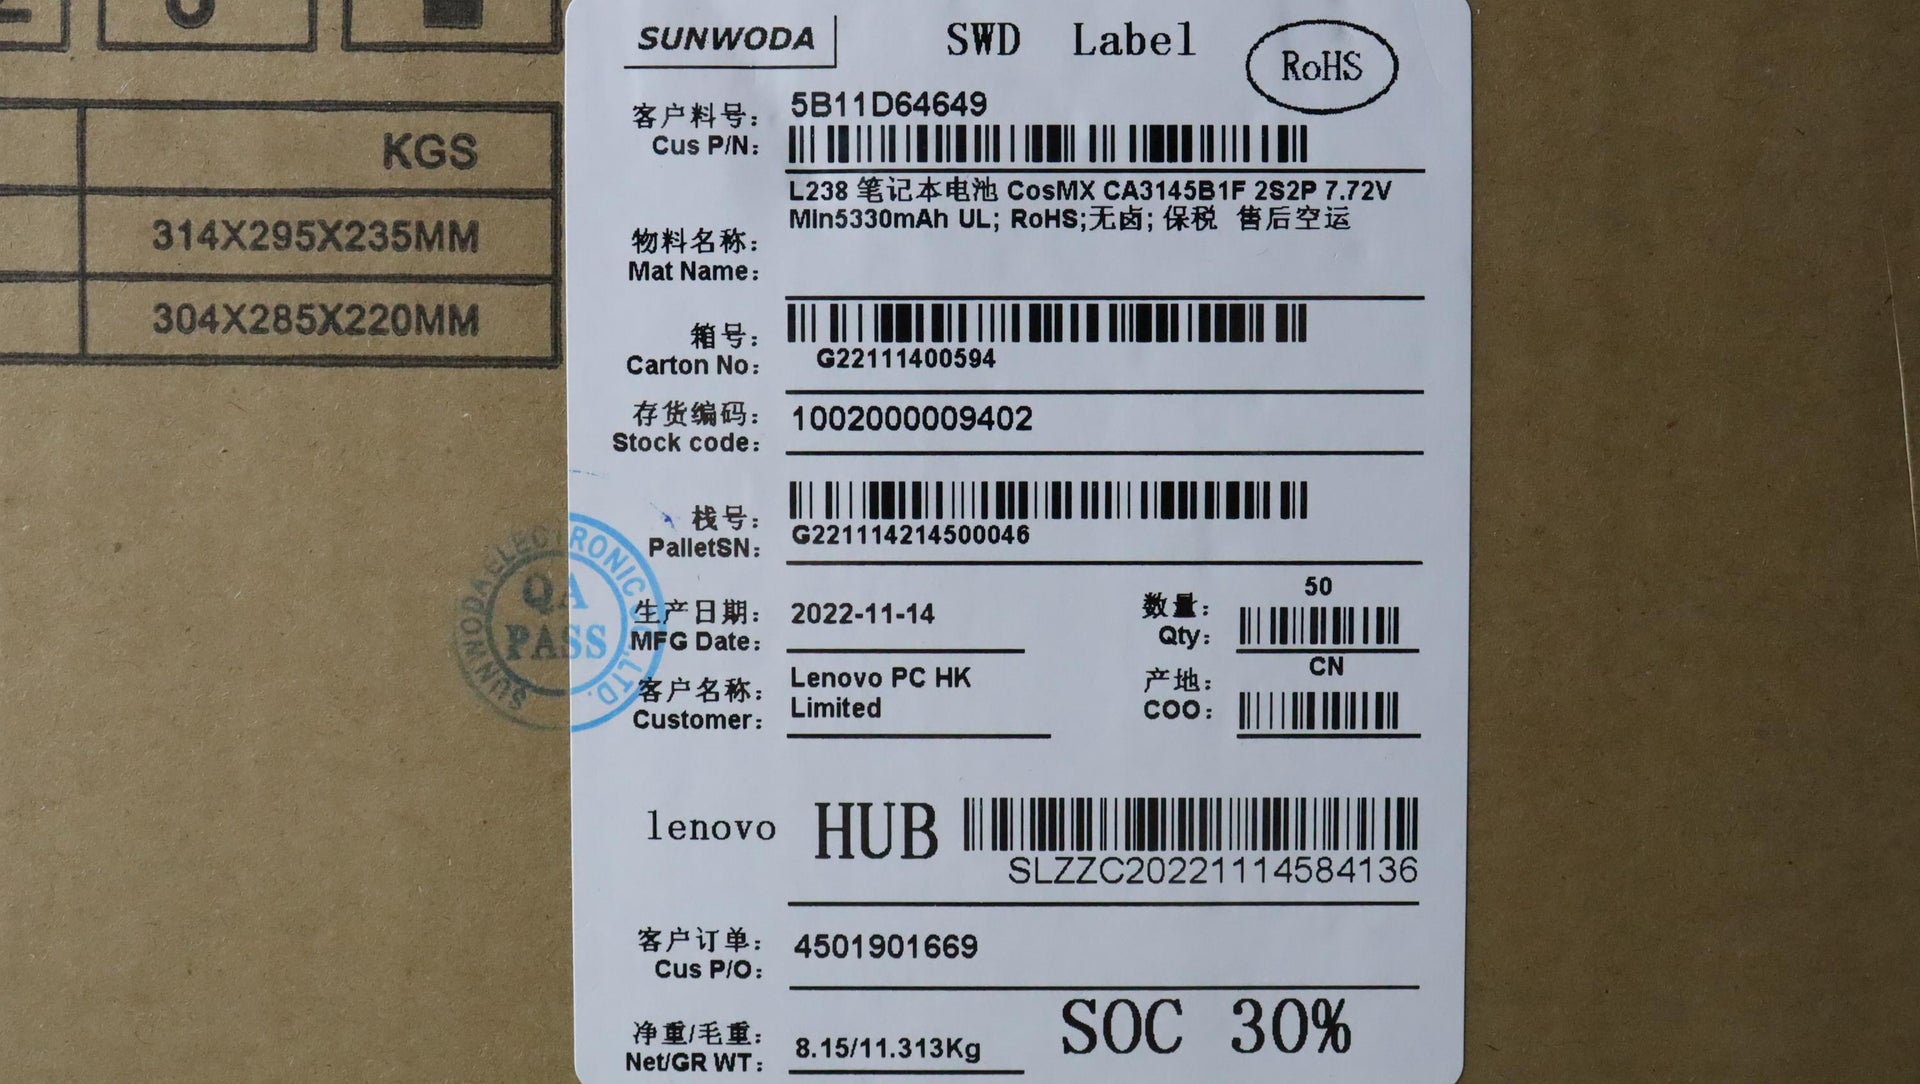 KGS
314X295X235MM
304X285X220MM
SUNWODA
SWD Label
RoHS
客户料号:
Cus P/N:
5B11D64649
物料名称:
Mat Name:
L238 笔记本电池 CosMX CA3145B1F 2S2P 7.72V
Min5330mAh UL; RoHS;无卤; 保税 售后空运
箱号:
Carton No:
G22111400594
存货编码:
Stock code:
1002000009402
栈号:
PalletSN:
G221114214500046
生产日期:
MFG Date:
2022-11-14
数量:
Qty:
50
客户名称:
Customer:
Lenovo PC HK
Limited
产地:
COO:
CN
SUNWODA ELECTRONIC CO., LTD.
QA
PASS
lenovo
HUB
SLZZC20221114584136
客户订单:
Cus P/O:
4501901669
净重/毛重:
Net/GR WT:
8.15/11.313Kg
SOC 30%